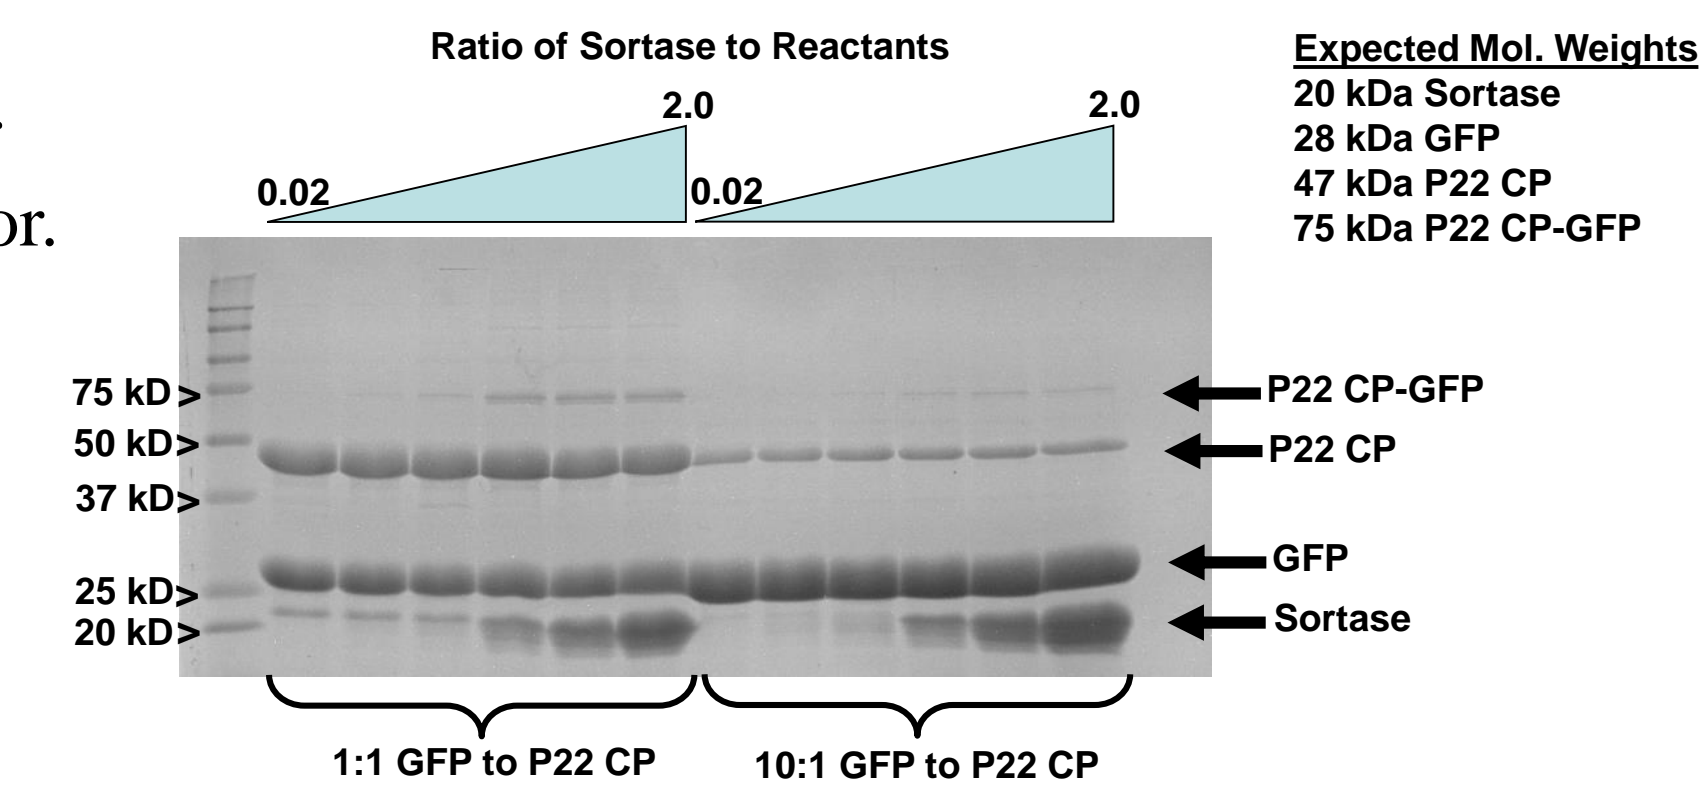 Ratio of Sortase to Reactants
2.0
2.0
0.02
0.02
Expected Mol. Weights
20 kDa Sortase
28 kDa GFP
47 kDa P22 CP
75 kDa P22 CP-GFP
or.
75 kD>
50 kD>
37 kD>
25 kD>
20 kD>
P22 CP-GFP
P22 CP
GFP
Sortase
1:1 GFP to P22 CP
10:1 GFP to P22 CP